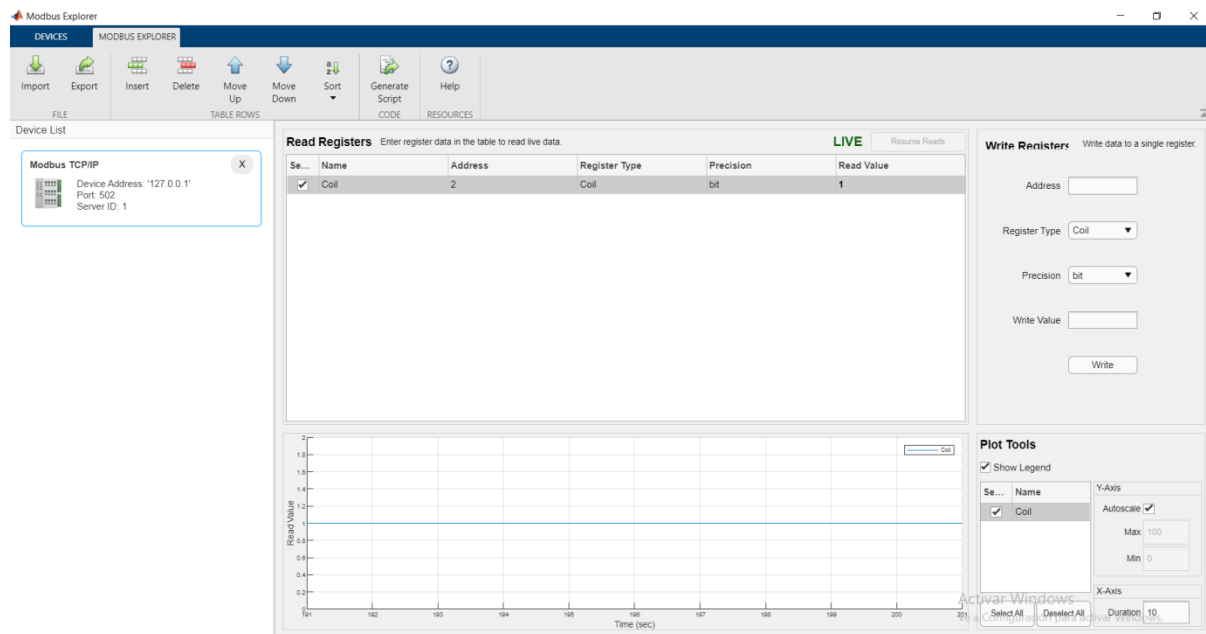 Modbus Explorer
DEVICES MODBUS EXPLORER
Import Export Insert Delete Move Up Move Down Sort Generate Script Help
FILE TABLE ROWS CODE RESOURCES
Device List
Modbus TCP/IP X
Device Address: '127.0.0.1'
Port: 502
Server ID: 1
Read Registers Enter register data in the table to read live data. LIVE Resume Reads
Se... Name Address Register Type Precision Read Value
Coil 2 Coil bit 1
Write Registers Write data to a single register.
Address
Register Type Coil
Precision bit
Write Value
Write
2
1.8
1.6
1.4
1.2
1
0.8
0.6
0.4
0.2
0
Read Value
Coil
191 192 193 194 195 196 197 198 199 200 201
Time (sec)
Plot Tools
Show Legend
Se... Name
Coil
Y-Axis
Autoscale
Max 100
Min 0
X-Axis
Duration 10
Select All Deselect All
Activar Windows
Ve a Configuración para activar Windows.